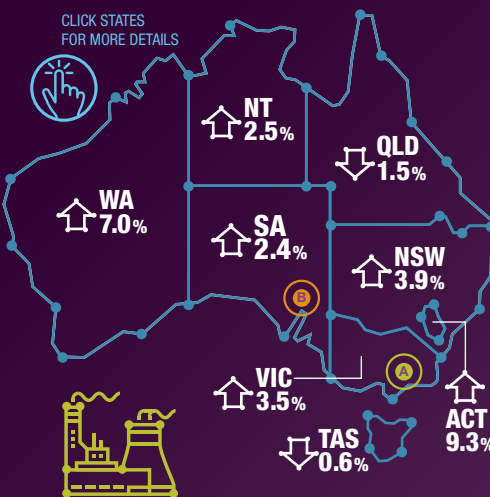 CLICK STATES
FOR MORE DETAILS
NT
2.5%
QLD
1.5%
WA
7.0%
SA
2.4%
NSW
3.9%
B
A
VIC
3.5%
ACT
9.3%
TAS
0.6%